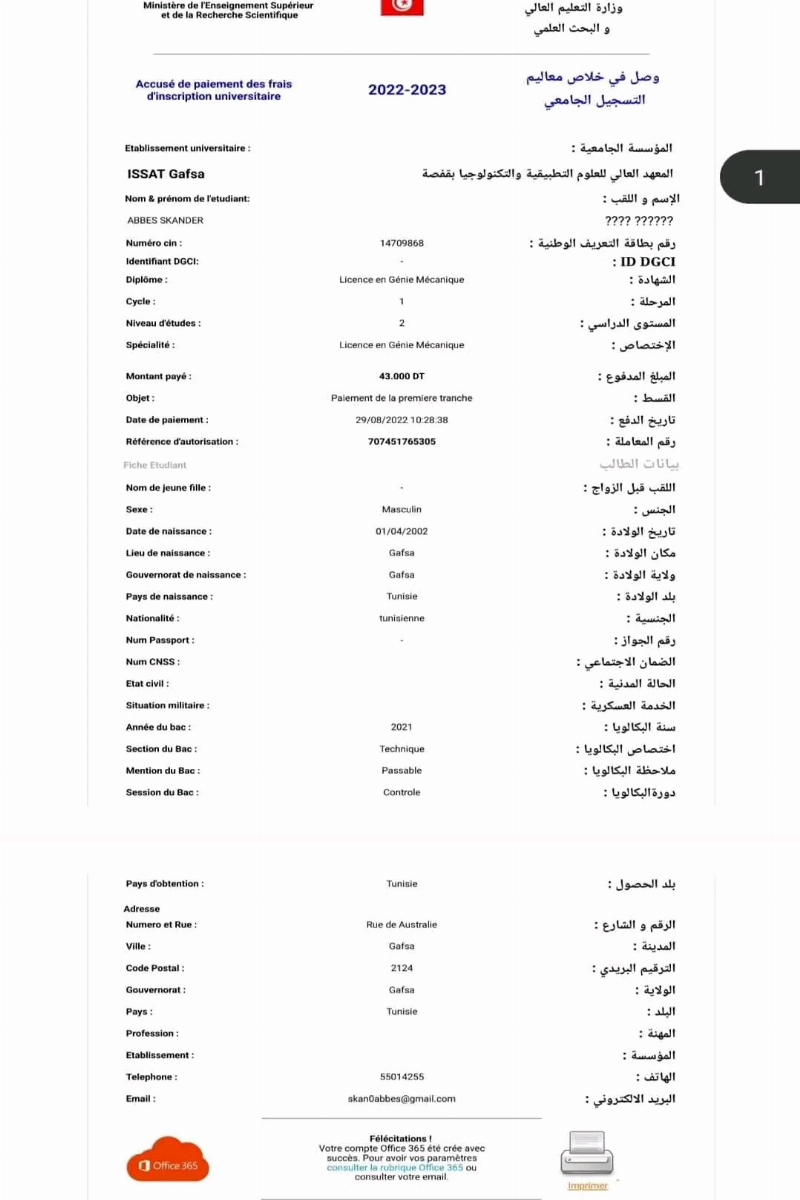 Ministère de l'Enseignement Supérieur
et de la Recherche Scientifique
وزارة التعليم العالي
و البحث العلمي
Accusé de paiement des frais
d'inscription universitaire
2022-2023
وصل في خلاص معاليم
التسجيل الجامعي
1
Etablissement universitaire : المؤسسة الجامعية :
ISSAT Gafsa المعهد العالي للعلوم التطبيقية والتكنولوجيا بقفصة
Nom & prénom de l'etudiant: الإسم و اللقب :
ABBES SKANDER ???? ??????
Numéro cin : 14709868 رقم بطاقة التعريف الوطنية :
Identifiant DGCI: - ID DGCI :
Diplôme : Licence en Génie Mécanique الشهادة :
Cycle : 1 المرحلة :
Niveau d'études : 2 المستوى الدراسي :
Spécialité : Licence en Génie Mécanique الإختصاص :
Montant payé : 43.000 DT المبلغ المدفوع :
Objet : Paiement de la premiere tranche القسط :
Date de paiement : 29/08/2022 10:28:38 تاريخ الدفع :
Référence d'autorisation : 707451765305 رقم المعاملة :
Fiche Etudiant بيانات الطالب
Nom de jeune fille : - اللقب قبل الزواج :
Sexe : Masculin الجنس :
Date de naissance : 01/04/2002 تاريخ الولادة :
Lieu de naissance : Gafsa مكان الولادة :
Gouvernorat de naissance : Gafsa ولاية الولادة :
Pays de naissance : Tunisie بلد الولادة :
Nationalité : tunisienne الجنسية :
Num Passport : - رقم الجواز :
Num CNSS : الضمان الاجتماعي :
Etat civil : الحالة المدنية :
Situation militaire : الخدمة العسكرية :
Année du bac : 2021 سنة البكالويا :
Section du Bac : Technique اختصاص البكالويا :
Mention du Bac : Passable ملاحظة البكالويا :
Session du Bac : Controle دورةالبكالويا :
Pays d'obtention : Tunisie بلد الحصول :
Adresse
Numero et Rue : Rue de Australie الرقم و الشارع :
Ville : Gafsa المدينة :
Code Postal : 2124 الترقيم البريدي :
Gouvernorat : Gafsa الولاية :
Pays : Tunisie البلد :
Profession : المهنة :
Etablissement : المؤسسة :
Telephone : 55014255 الهاتف :
Email : skan0abbes@gmail.com البريد الالكتروني :
Félécitations !
Votre compte Office 365 été crée avec
succès. Pour avoir vos paramètres
consulter la rubrique Office 365 ou
consulter votre email.
Office 365
Imprimer